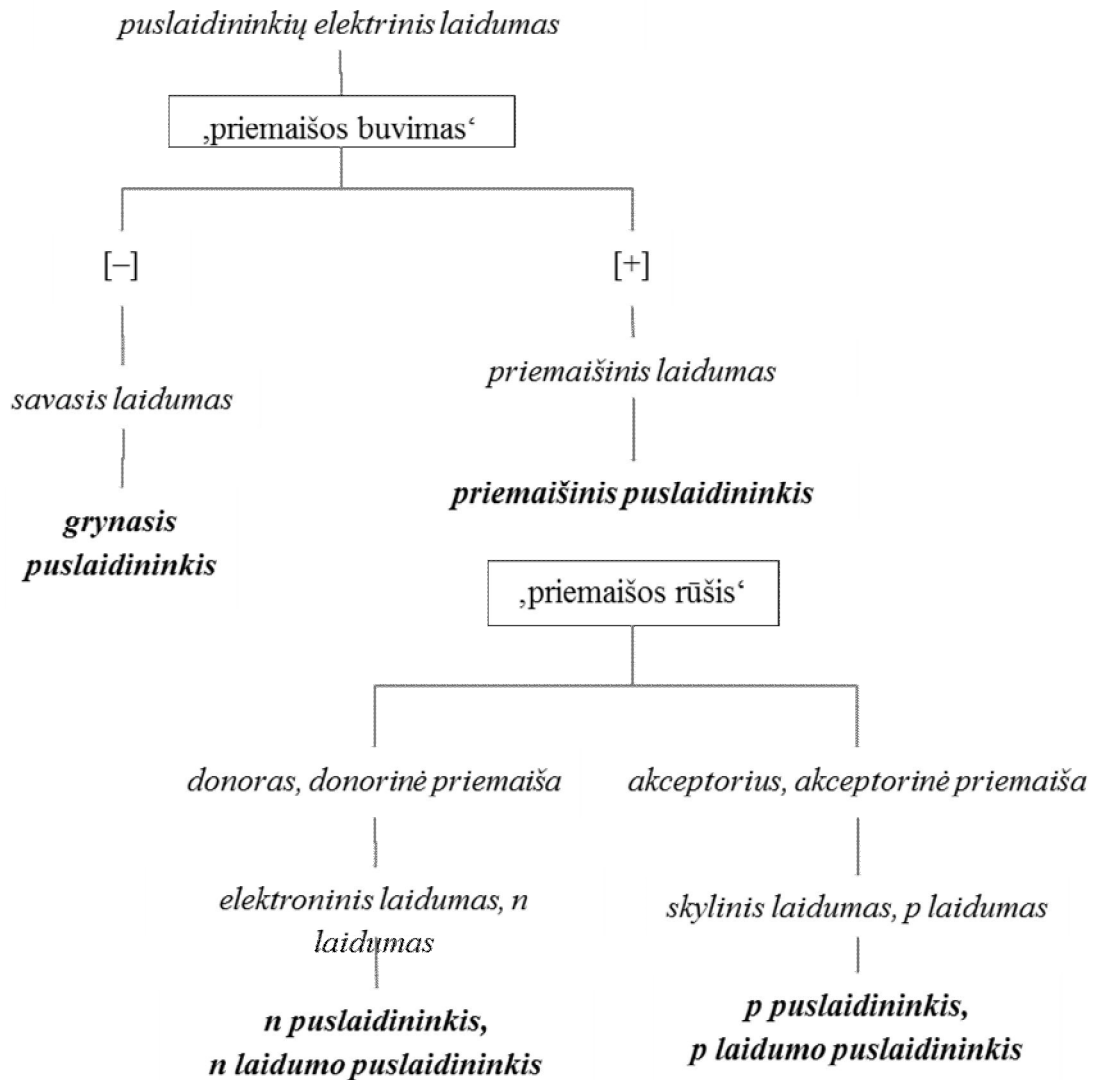 puslaidininkių elektrinis laidumas
‚priemaišos buvimas‘
[–]
[+]
savasis laidumas
priemaišinis laidumas
grynasis
puslaidininkis
priemaišinis puslaidininkis
‚priemaišos rūšis‘
donoras, donorinė priemaiša
akceptorius, akceptorinė priemaiša
elektroninis laidumas, n
laidumas
skylinis laidumas, p laidumas
n puslaidininkis,
n laidumo puslaidininkis
p puslaidininkis,
p laidumo puslaidininkis